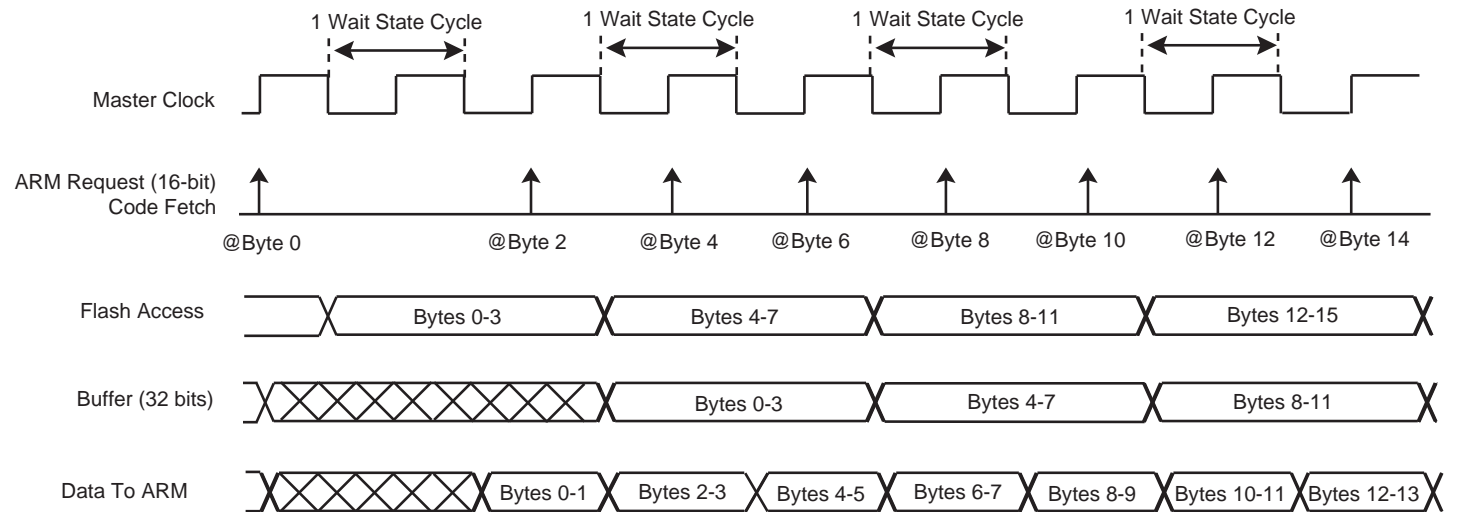 1 Wait State Cycle 1 Wait State Cycle 1 Wait State Cycle 1 Wait State Cycle
Master Clock
ARM Request (16-bit)
Code Fetch
@Byte 0 @Byte 2 @Byte 4 @Byte 6 @Byte 8 @Byte 10 @Byte 12 @Byte 14
Flash Access Bytes 0-3 Bytes 4-7 Bytes 8-11 Bytes 12-15
Buffer (32 bits) Bytes 0-3 Bytes 4-7 Bytes 8-11
Data To ARM Bytes 0-1 Bytes 2-3 Bytes 4-5 Bytes 6-7 Bytes 8-9 Bytes 10-11 Bytes 12-13